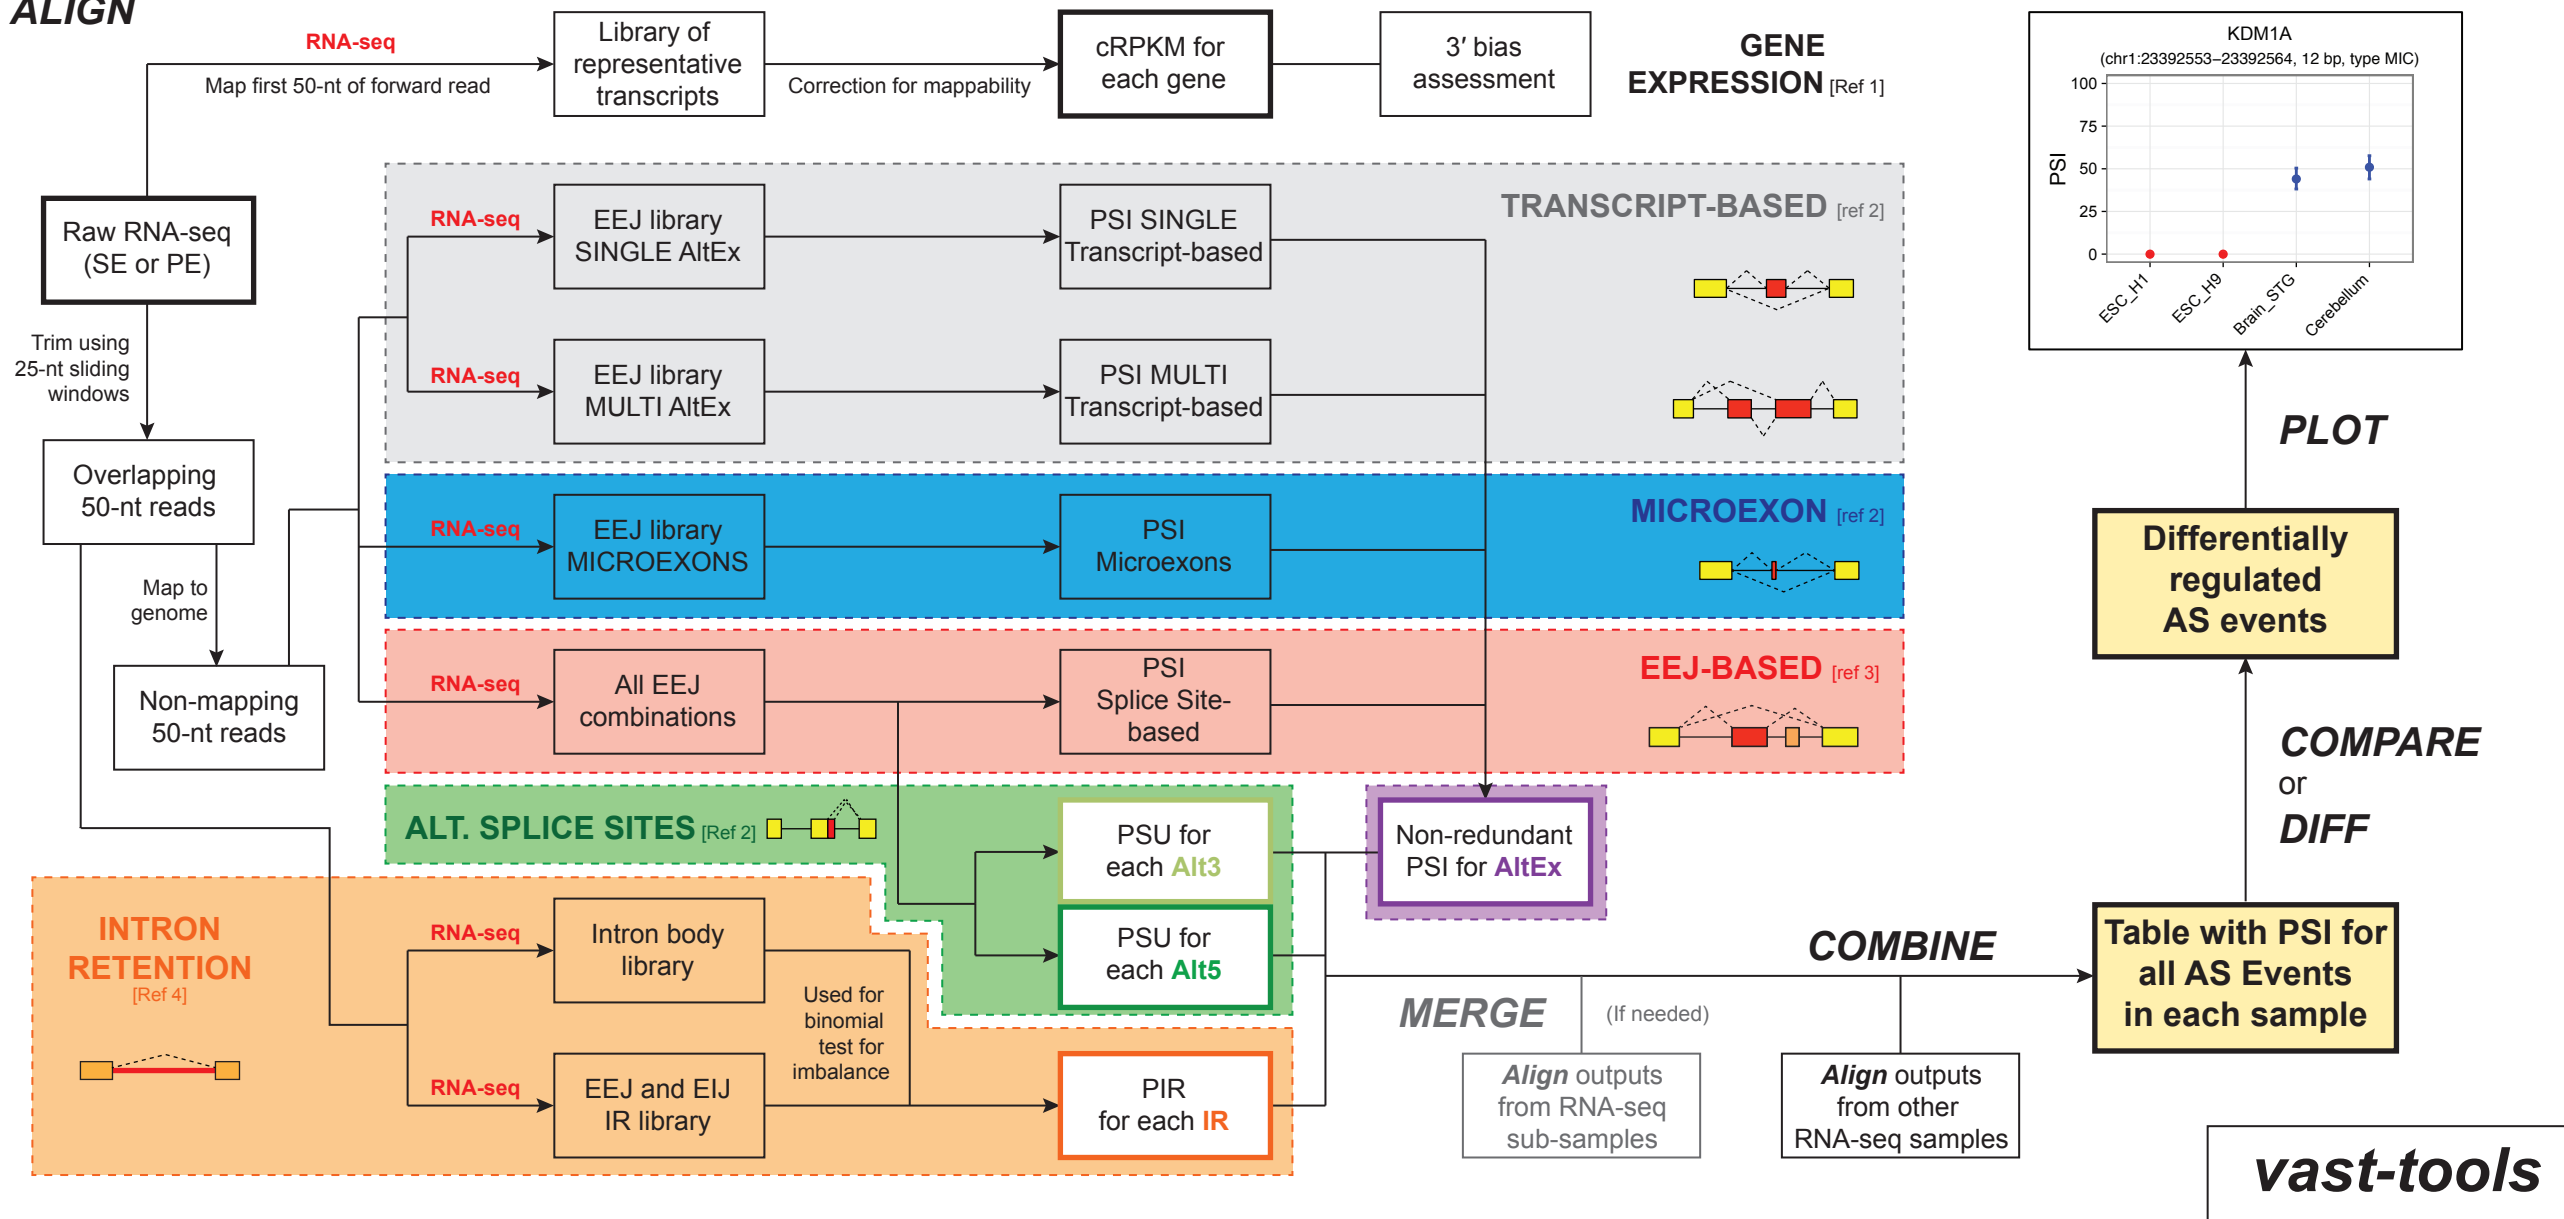 ALIGN
RNA-seq
Map first 50-nt of forward read
Library of
representative
transcripts
Correction for mappability
cRPKM for
each gene
3′ bias
assessment
GENE
EXPRESSION [Ref 1]
Raw RNA-seq
(SE or PE)
Trim using
25-nt sliding
windows
Overlapping
50-nt reads
Map to
genome
Non-mapping
50-nt reads
TRANSCRIPT-BASED [ref 2]
RNA-seq
EEJ library
SINGLE AltEx
PSI SINGLE
Transcript-based
RNA-seq
EEJ library
MULTI AltEx
PSI MULTI
Transcript-based
MICROEXON [ref 2]
RNA-seq
EEJ library
MICROEXONS
PSI
Microexons
EEJ-BASED [ref 3]
RNA-seq
All EEJ
combinations
PSI
Splice Site-
based
ALT. SPLICE SITES [Ref 2]
PSU for
each Alt3
PSU for
each Alt5
Non-redundant
PSI for AltEx
INTRON
RETENTION
[Ref 4]
RNA-seq
Intron body
library
Used for
binomial
test for
imbalance
RNA-seq
EEJ and EIJ
IR library
PIR
for each IR
MERGE
(If needed)
Align outputs
from RNA-seq
sub-samples
COMBINE
Align outputs
from other
RNA-seq samples
Table with PSI for
all AS Events
in each sample
COMPARE
or
DIFF
Differentially
regulated
AS events
PLOT
KDM1A
(chr1:23392553−23392564, 12 bp, type MIC)
PSI
100
75
50
25
0
ESC_H1
ESC_H9
Brain_STG
Cerebellum
vast-tools